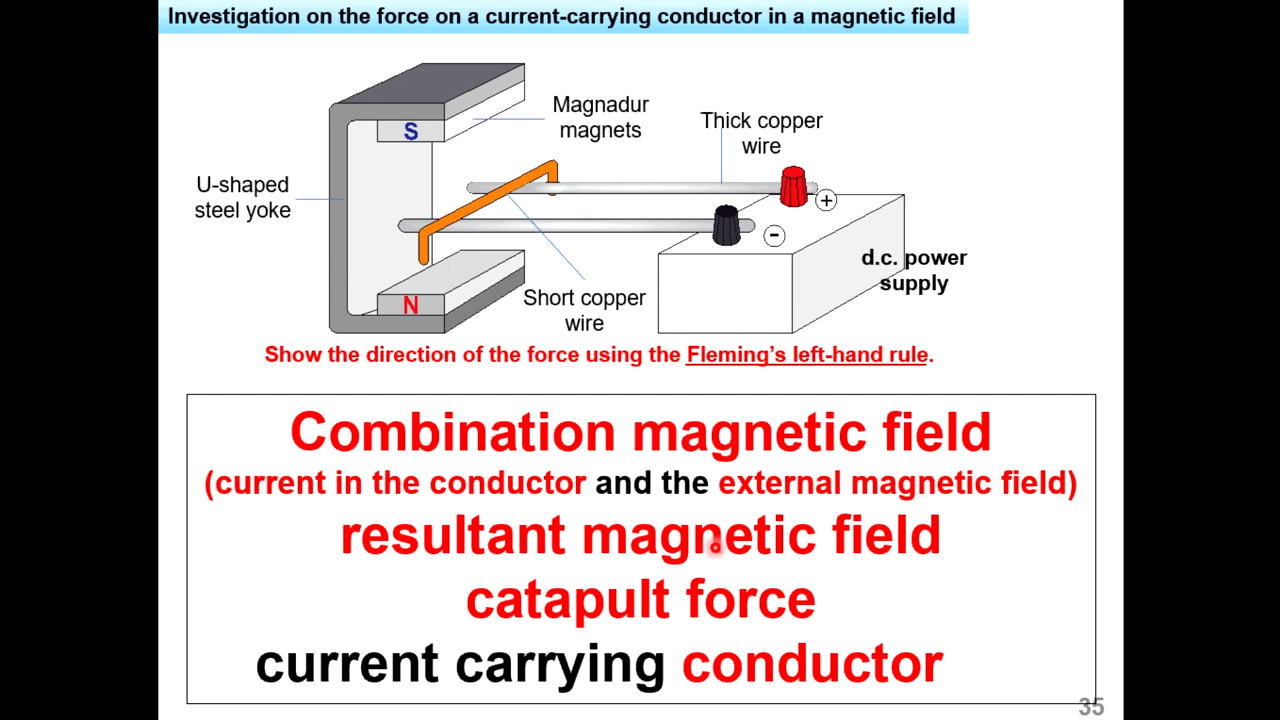 Investigation on the force on a current-carrying conductor in a magnetic field
Magnadur
magnets
Thick copper
wire
S
U-shaped
steel yoke
+
-
d.c. power
supply
N
Short copper
wire
Show the direction of the force using the Fleming’s left-hand rule.
Combination magnetic field
(current in the conductor and the external magnetic field)
resultant magnetic field
catapult force
current carrying conductor
35